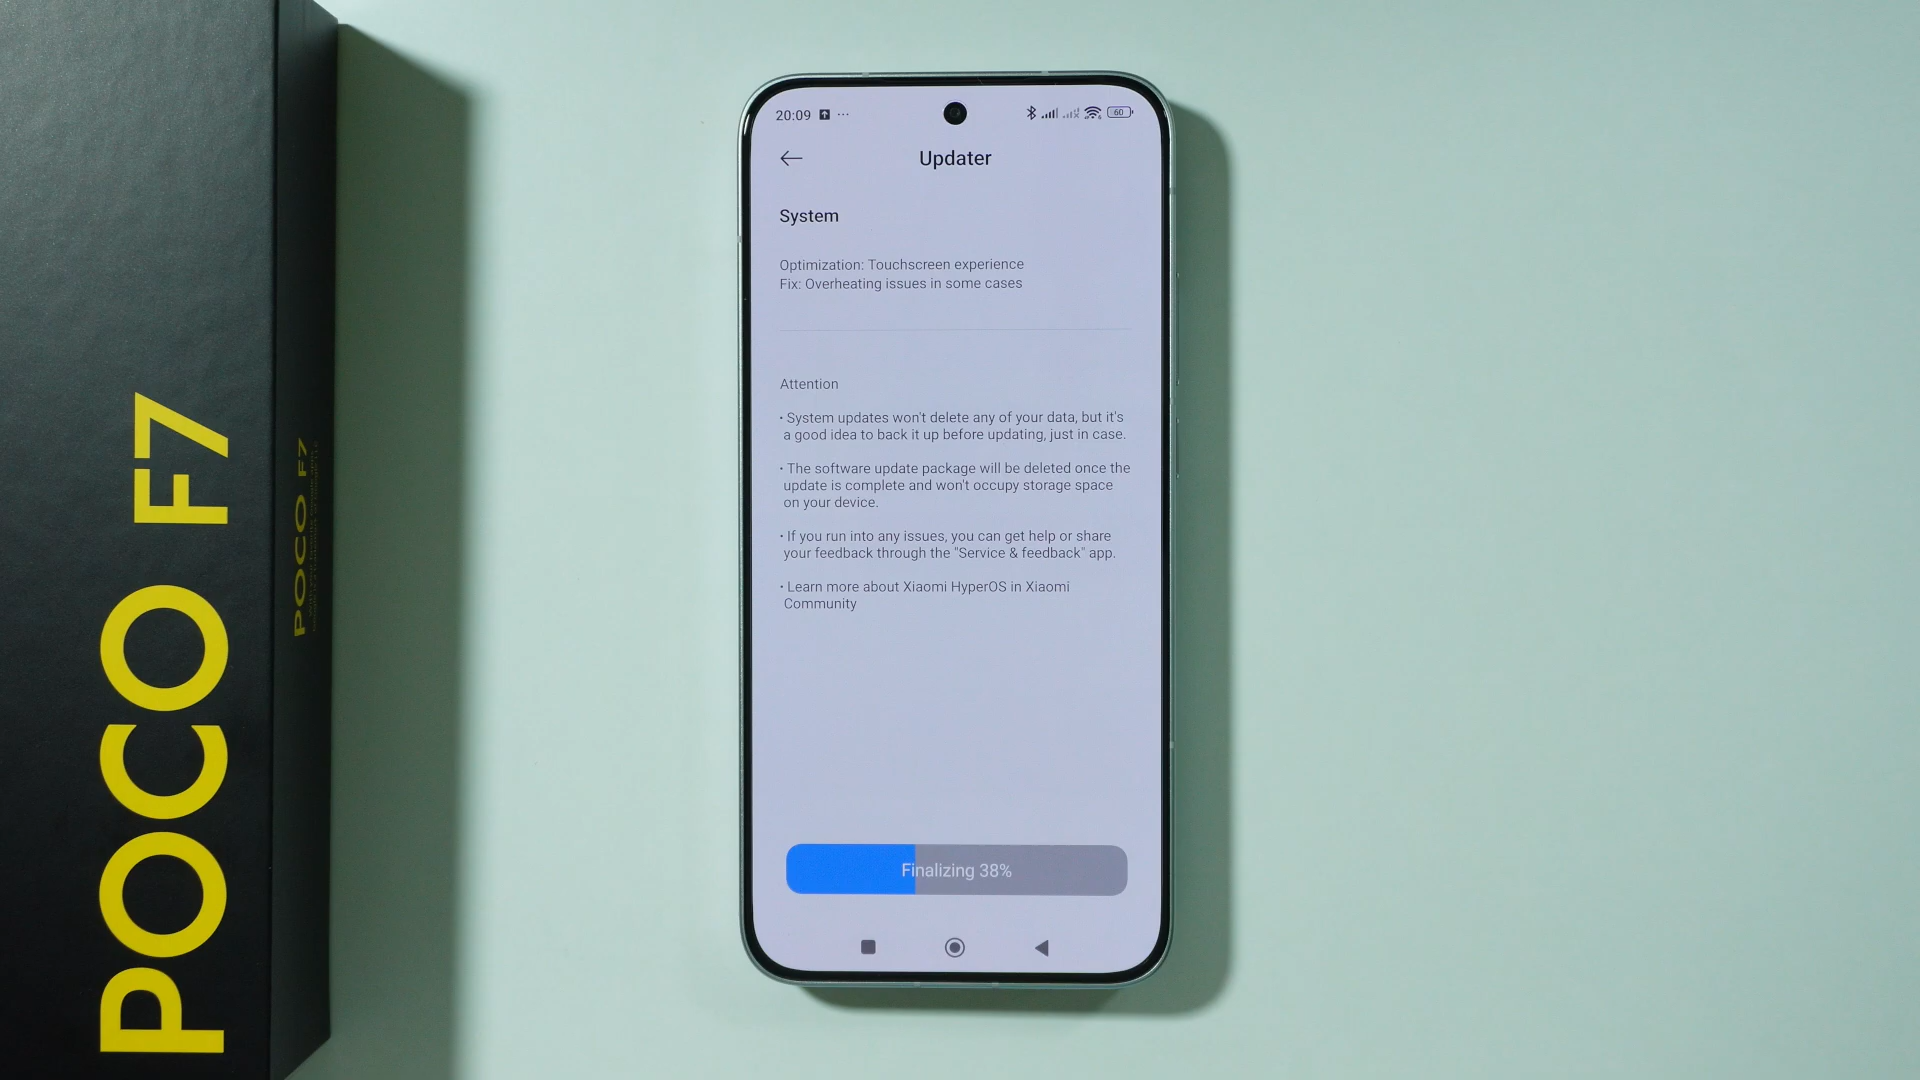 POCO F7
POCO F7
20:09
60
Updater
System
Optimization: Touchscreen experience
Fix: Overheating issues in some cases
Attention
• System updates won't delete any of your data, but it's
a good idea to back it up before updating, just in case.
• The software update package will be deleted once the
update is complete and won't occupy storage space
on your device.
• If you run into any issues, you can get help or share
your feedback through the "Service & feedback" app.
• Learn more about Xiaomi HyperOS in Xiaomi
Community
Finalizing 38%